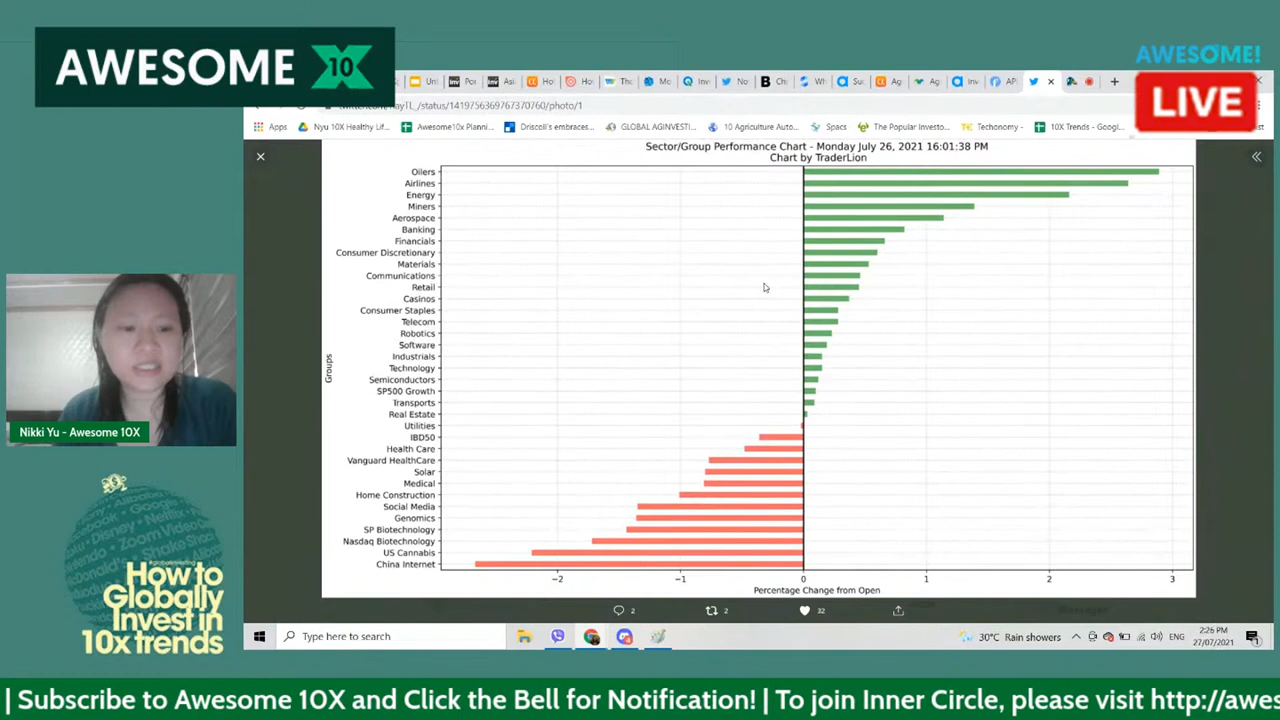 AWESOME 10X
AWESOME!
LIVE
/status/1419756369767370760/photo/1
Apps
Nyu 10X Healthy Lif...
Awesome10x Planni...
Driscoll's embraces...
GLOBAL AGINVESTI...
10 Agriculture Auto...
Spacs
The Popular Investo...
Techonomy -
10X Trends - Googl...
Sector/Group Performance Chart - Monday July 26, 2021 16:01:38 PM
Chart by TraderLion
Groups
Oilers
Airlines
Energy
Miners
Aerospace
Banking
Financials
Consumer Discretionary
Materials
Communications
Retail
Casinos
Consumer Staples
Telecom
Robotics
Software
Industrials
Technology
Semiconductors
SP500 Growth
Transports
Real Estate
Utilities
IBD50
Health Care
Vanguard HealthCare
Solar
Medical
Home Construction
Social Media
Genomics
SP Biotechnology
Nasdaq Biotechnology
US Cannabis
China Internet
−2 −1 0 1 2 3
Percentage Change from Open
2 2 32
Nikki Yu - Awesome 10X
#globalinvesting
How to
Globally
Invest in
10x trends
Type here to search
30°C Rain showers
ENG
2:26 PM
27/07/2021
| Subscribe to Awesome 10X and Click the Bell for Notification! | To join Inner Circle, please visit http://awes